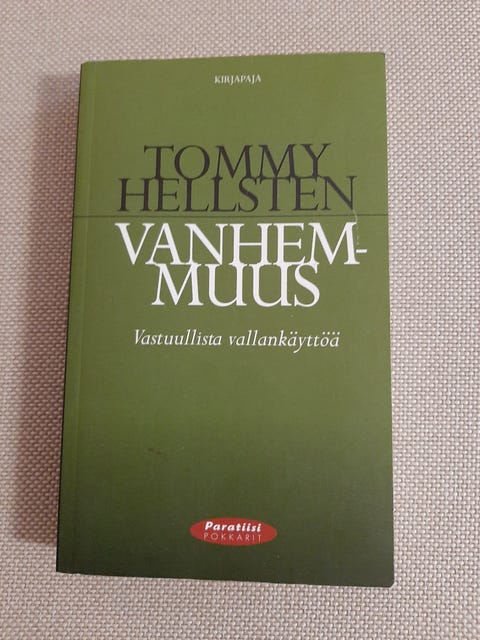 KIRJAPAJA
TOMMY
HELLSTEN
VANHEM-
MUUS
Vastuullista vallankäyttöä
Paratiisi
POKKARIT